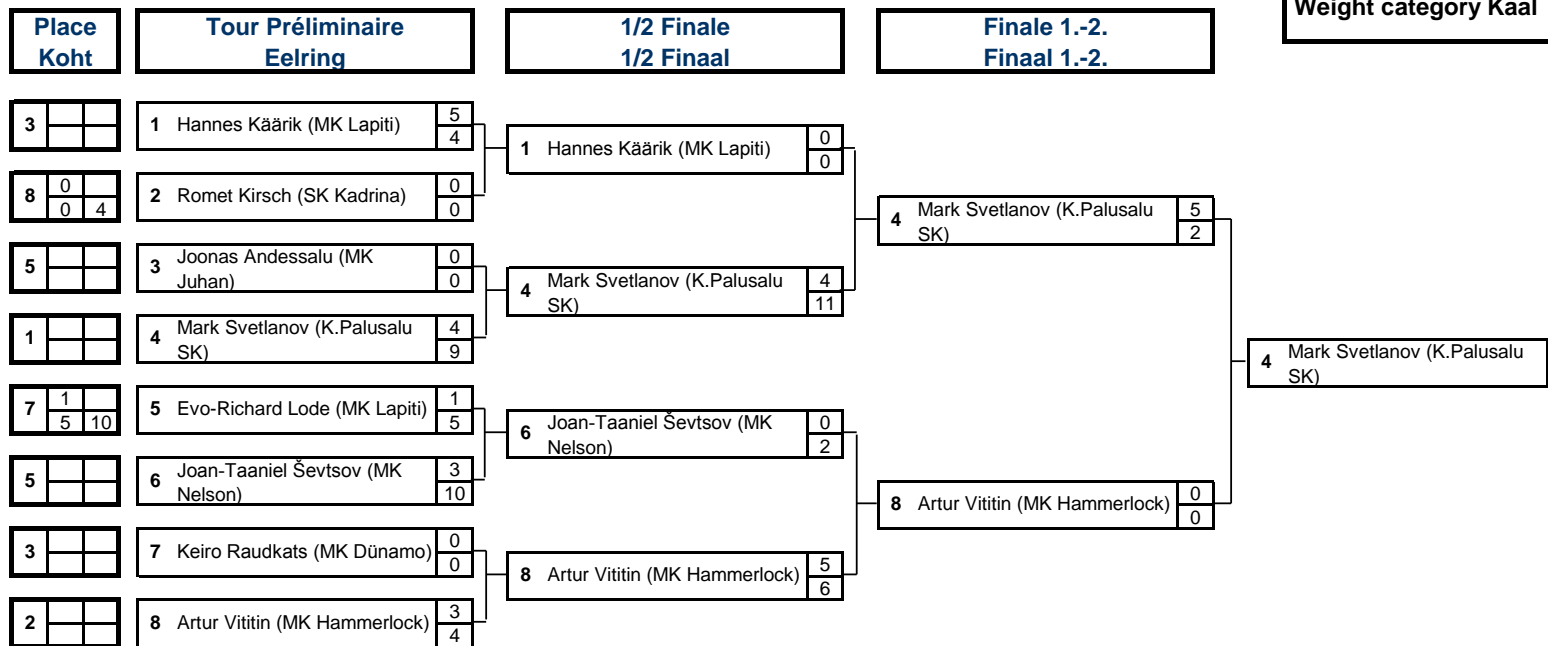 Weight category Kaal
Place Tour Préliminaire 1/2 Finale Finale 1.-2.
Koht Eelring 1/2 Finaal Finaal 1.-2.
3 1 Hannes Käärik (MK Lapiti) 5
4
1 Hannes Käärik (MK Lapiti) 0
0
8 0 2 Romet Kirsch (SK Kadrina) 0
0 4 0
4 Mark Svetlanov (K.Palusalu 5
SK) 2
5 3 Joonas Andessalu (MK 0
Juhan) 0
4 Mark Svetlanov (K.Palusalu 4
SK) 11
1 4 Mark Svetlanov (K.Palusalu 4
SK) 9
4 Mark Svetlanov (K.Palusalu
SK)
7 1 5 Evo-Richard Lode (MK Lapiti) 1
5 10 5
6 Joan-Taaniel Ševtsov (MK 0
Nelson) 2
5 6 Joan-Taaniel Ševtsov (MK 3
Nelson) 10
8 Artur Vititin (MK Hammerlock) 0
0
3 7 Keiro Raudkats (MK Dünamo) 0
0
8 Artur Vititin (MK Hammerlock) 5
6
2 8 Artur Vititin (MK Hammerlock) 3
4